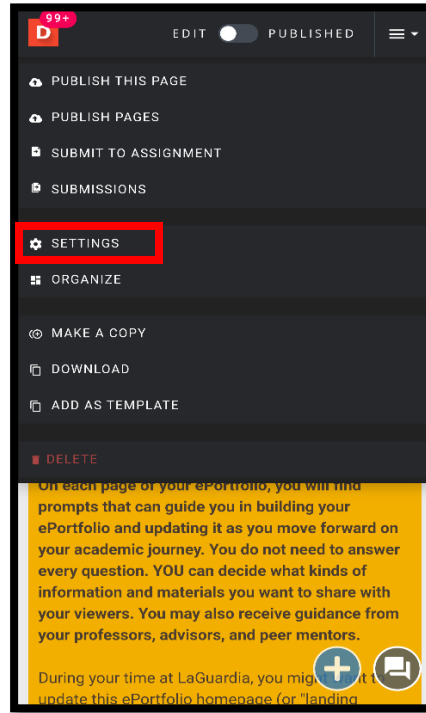 99+
D
EDIT PUBLISHED
PUBLISH THIS PAGE
PUBLISH PAGES
SUBMIT TO ASSIGNMENT
SUBMISSIONS
SETTINGS
ORGANIZE
MAKE A COPY
DOWNLOAD
ADD AS TEMPLATE
DELETE
On each page of your ePortfolio, you will find
prompts that can guide you in building your
ePortfolio and updating it as you move forward on
your academic journey. You do not need to answer
every question. YOU can decide what kinds of
information and materials you want to share with
your viewers. You may also receive guidance from
your professors, advisors, and peer mentors.
During your time at LaGuardia, you might want to
update this ePortfolio homepage (or "landing